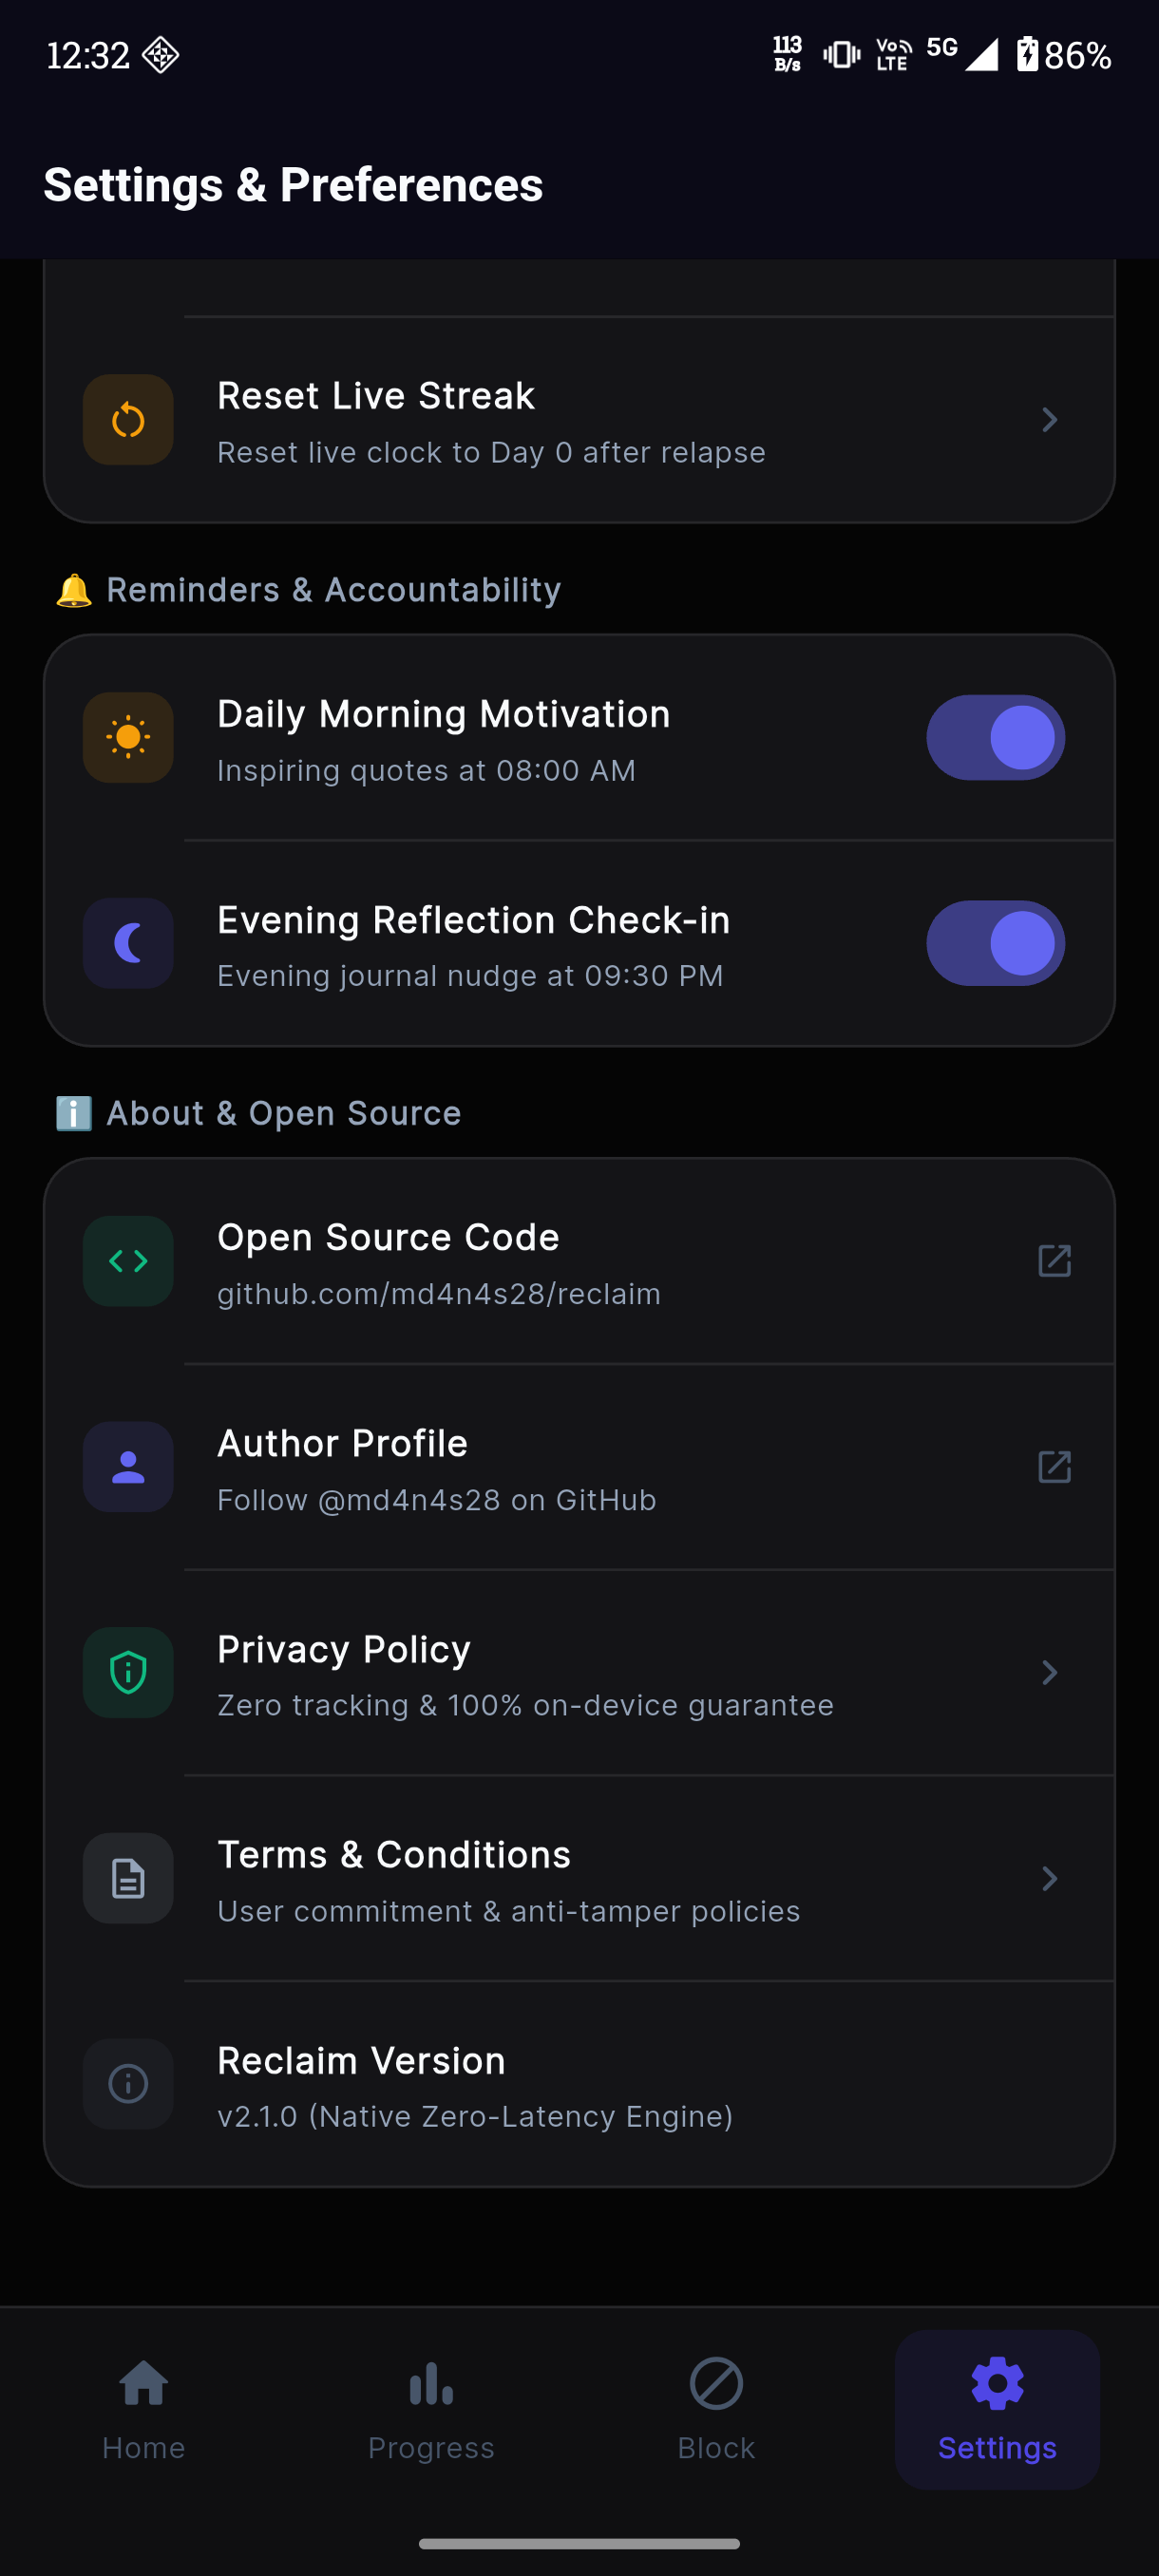 12:32
113 B/s
Vo LTE
5G
86%
Settings & Preferences
Reset Live Streak
Reset live clock to Day 0 after relapse
🔔 Reminders & Accountability
Daily Morning Motivation
Inspiring quotes at 08:00 AM
Evening Reflection Check-in
Evening journal nudge at 09:30 PM
ℹ️ About & Open Source
Open Source Code
github.com/md4n4s28/reclaim
Author Profile
Follow @md4n4s28 on GitHub
Privacy Policy
Zero tracking & 100% on-device guarantee
Terms & Conditions
User commitment & anti-tamper policies
Reclaim Version
v2.1.0 (Native Zero-Latency Engine)
Home
Progress
Block
Settings